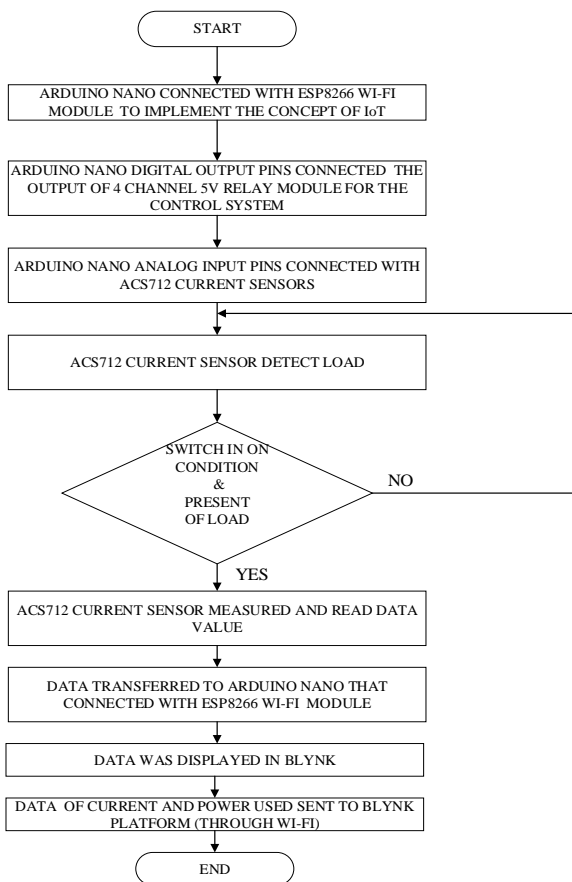 START
ARDUINO NANO CONNECTED WITH ESP8266 WI-FI
MODULE TO IMPLEMENT THE CONCEPT OF IoT
ARDUINO NANO DIGITAL OUTPUT PINS CONNECTED THE
OUTPUT OF 4 CHANNEL 5V RELAY MODULE FOR THE
CONTROL SYSTEM
ARDUINO NANO ANALOG INPUT PINS CONNECTED WITH
ACS712 CURRENT SENSORS
ACS712 CURRENT SENSOR DETECT LOAD
SWITCH IN ON
CONDITION
&
PRESENT
OF LOAD
NO
YES
ACS712 CURRENT SENSOR MEASURED AND READ DATA
VALUE
DATA TRANSFERRED TO ARDUINO NANO THAT
CONNECTED WITH ESP8266 WI-FI MODULE
DATA WAS DISPLAYED IN BLYNK
DATA OF CURRENT AND POWER USED SENT TO BLYNK
PLATFORM (THROUGH WI-FI)
END